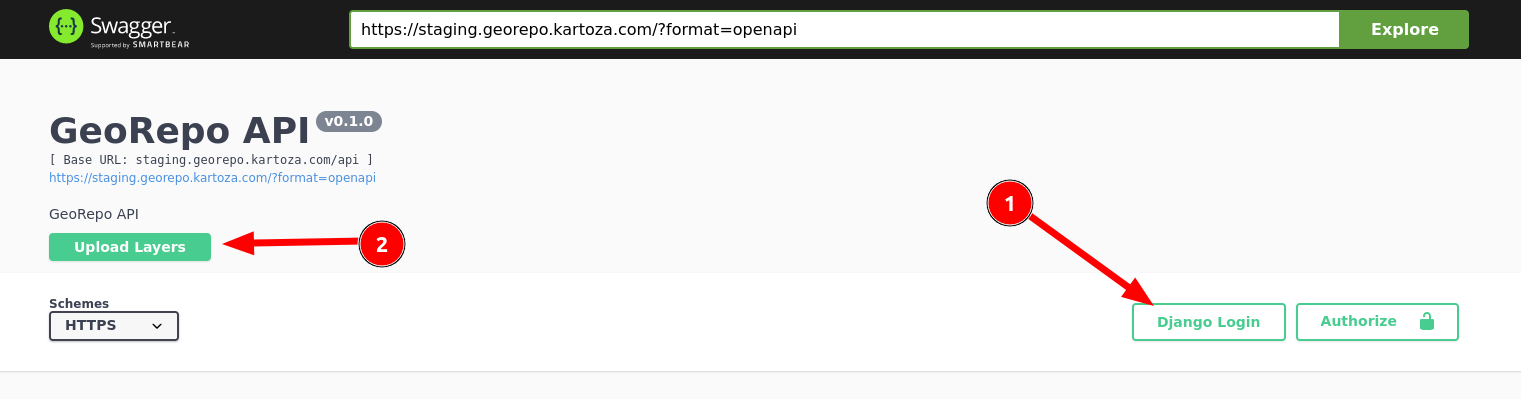 Swagger
Supported by SMARTBEAR
https://staging.georepo.kartoza.com/?format=openapi
Explore
GeoRepo API v0.1.0
[ Base URL: staging.georepo.kartoza.com/api ]
https://staging.georepo.kartoza.com/?format=openapi
GeoRepo API
1
Upload Layers
2
Schemes
HTTPS
Django Login
Authorize